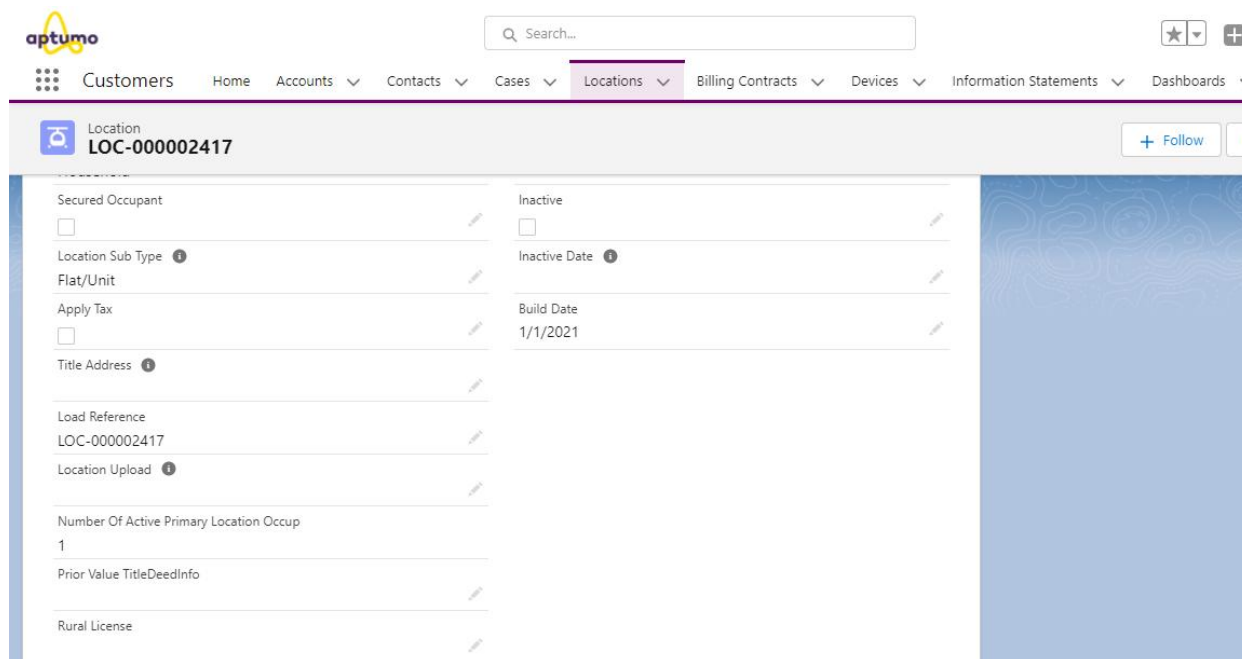 aptumo
Search...
Customers Home Accounts Contacts Cases Locations Billing Contracts Devices Information Statements Dashboards
Location
LOC-000002417
+ Follow
Household
Secured Occupant
Inactive
Location Sub Type
Flat/Unit
Inactive Date
Apply Tax
Build Date
1/1/2021
Title Address
Load Reference
LOC-000002417
Location Upload
Number Of Active Primary Location Occup
1
Prior Value TitleDeedInfo
Rural License